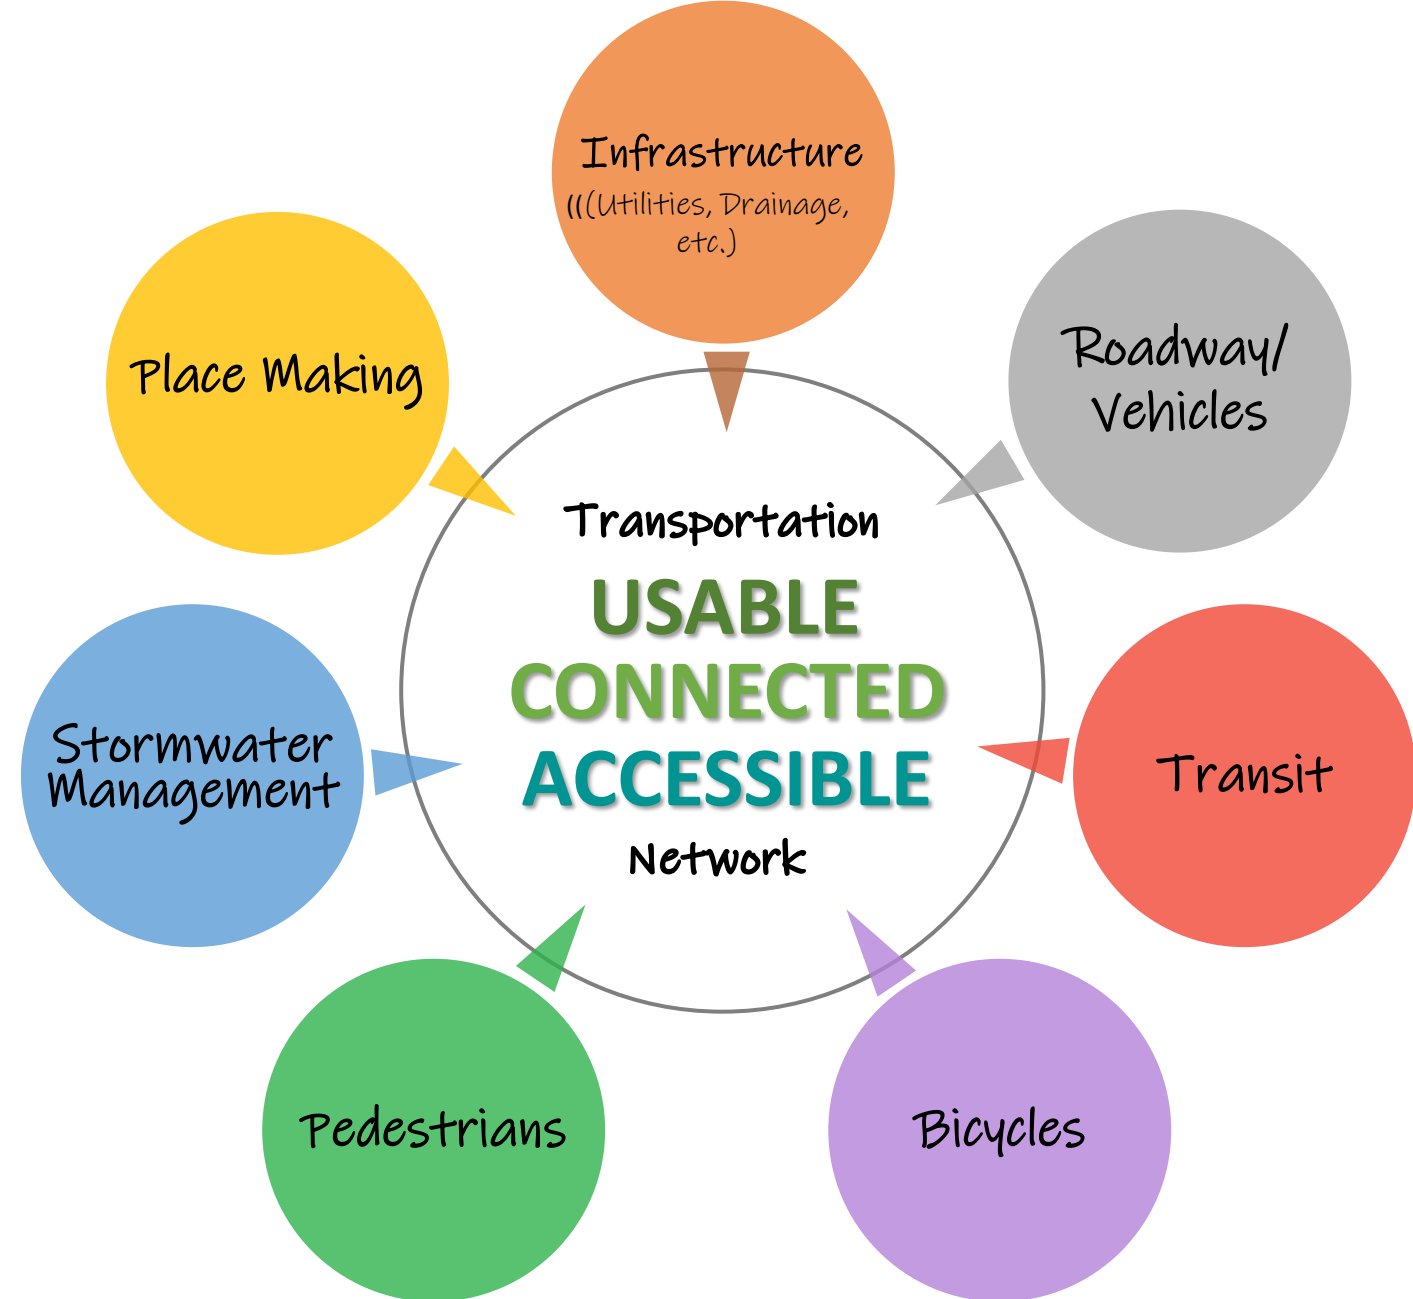 Infrastructure
(((Utilities, Drainage,
etc.)
Roadway/
Vehicles
Transit
Bicycles
Pedestrians
Stormwater
Management
Place Making
Transportation
USABLE
CONNECTED
ACCESSIBLE
Network